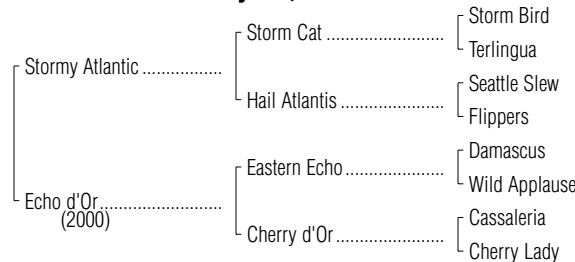 Storm Bird
Storm Cat ....................
Terlingua
Stormy Atlantic ................
Seattle Slew
Hail Atlantis ......................
Flippers
Damascus
Eastern Echo....................
Wild Applause
Echo d'Or........................
(2000)
Cassaleria
Cherry d'Or......................
Cherry Lady